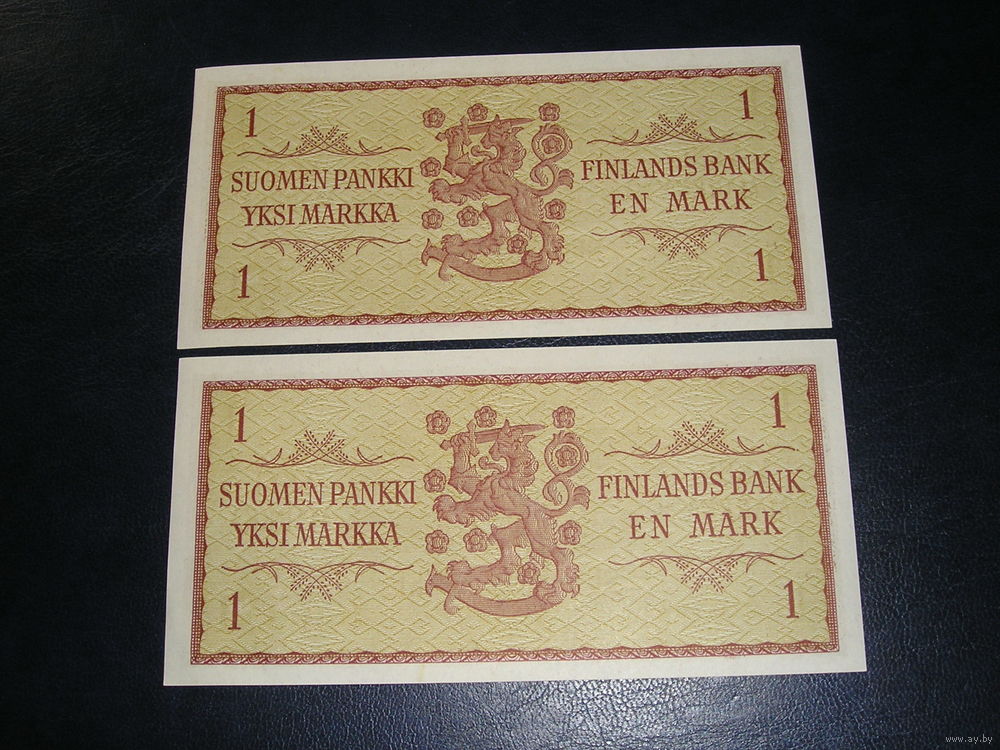 1 1
SUOMEN PANKKI FINLANDS BANK
YKSI MARKKA EN MARK
1 1
1 1
SUOMEN PANKKI FINLANDS BANK
YKSI MARKKA EN MARK
1 1
www.ay.by